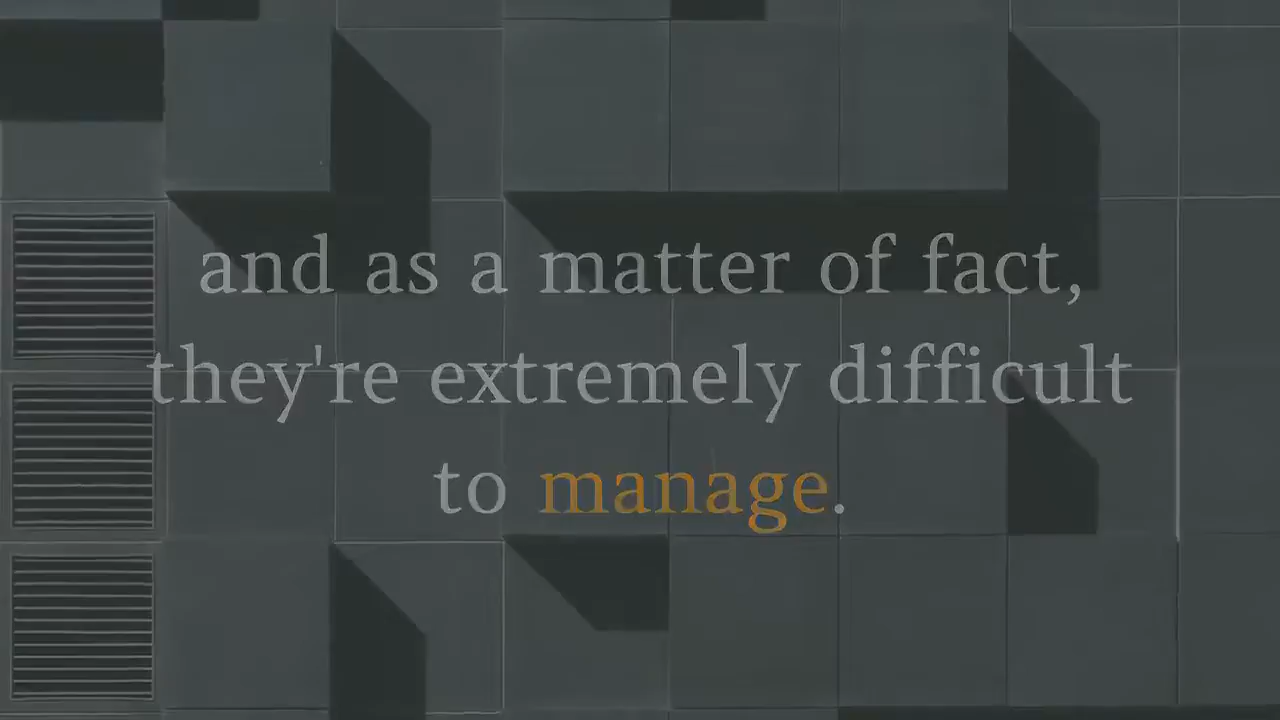 and as a matter of fact,
they're extremely difficult
to manage.